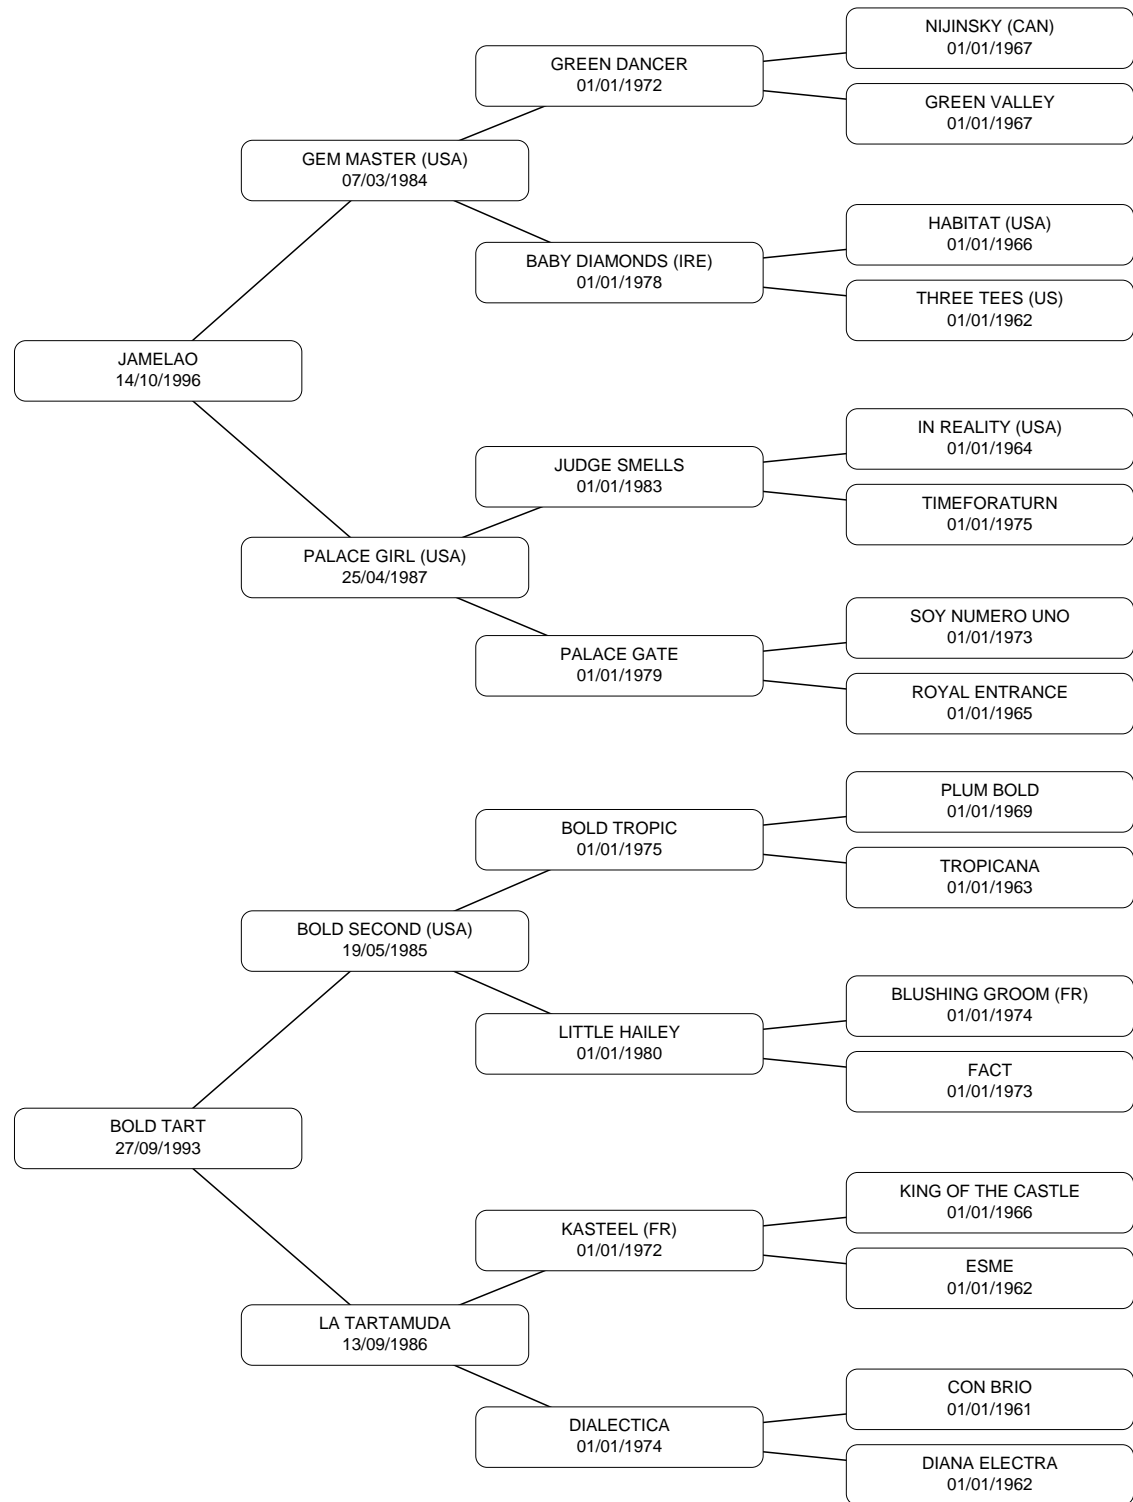 NIJINSKY (CAN)
01/01/1967
GREEN DANCER
01/01/1972
GREEN VALLEY
01/01/1967
GEM MASTER (USA)
07/03/1984
HABITAT (USA)
01/01/1966
BABY DIAMONDS (IRE)
01/01/1978
THREE TEES (US)
01/01/1962
JAMELAO
14/10/1996
IN REALITY (USA)
01/01/1964
JUDGE SMELLS
01/01/1983
TIMEFORATURN
01/01/1975
PALACE GIRL (USA)
25/04/1987
SOY NUMERO UNO
01/01/1973
PALACE GATE
01/01/1979
ROYAL ENTRANCE
01/01/1965
PLUM BOLD
01/01/1969
BOLD TROPIC
01/01/1975
TROPICANA
01/01/1963
BOLD SECOND (USA)
19/05/1985
BLUSHING GROOM (FR)
01/01/1974
LITTLE HAILEY
01/01/1980
FACT
01/01/1973
BOLD TART
27/09/1993
KING OF THE CASTLE
01/01/1966
KASTEEL (FR)
01/01/1972
ESME
01/01/1962
LA TARTAMUDA
13/09/1986
CON BRIO
01/01/1961
DIALECTICA
01/01/1974
DIANA ELECTRA
01/01/1962